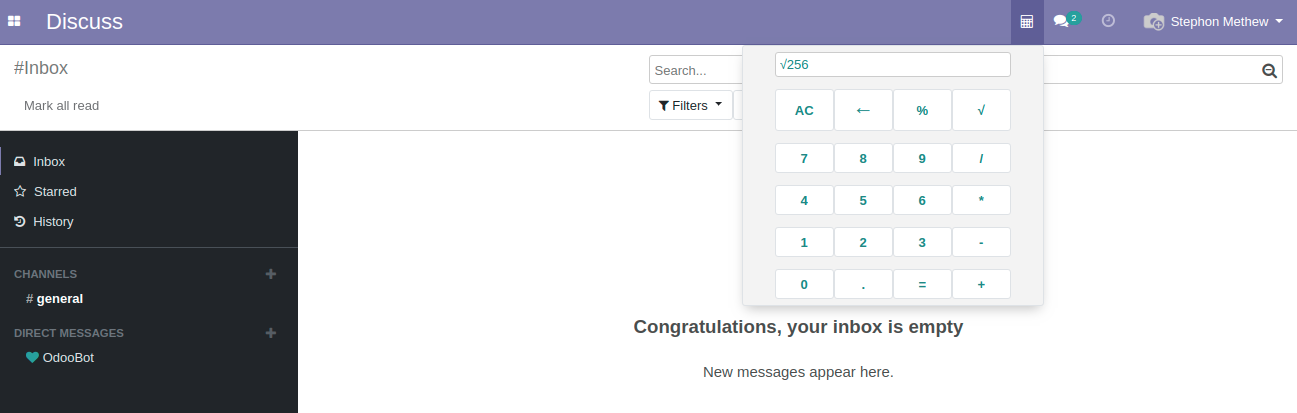 Discuss
2
Stephon Methew
#Inbox
Search...
Mark all read
Filters
√256
AC ← % √
7 8 9 /
4 5 6 *
1 2 3 -
0 . = +
Inbox
Starred
History
CHANNELS +
# general
DIRECT MESSAGES +
OdooBot
Congratulations, your inbox is empty
New messages appear here.